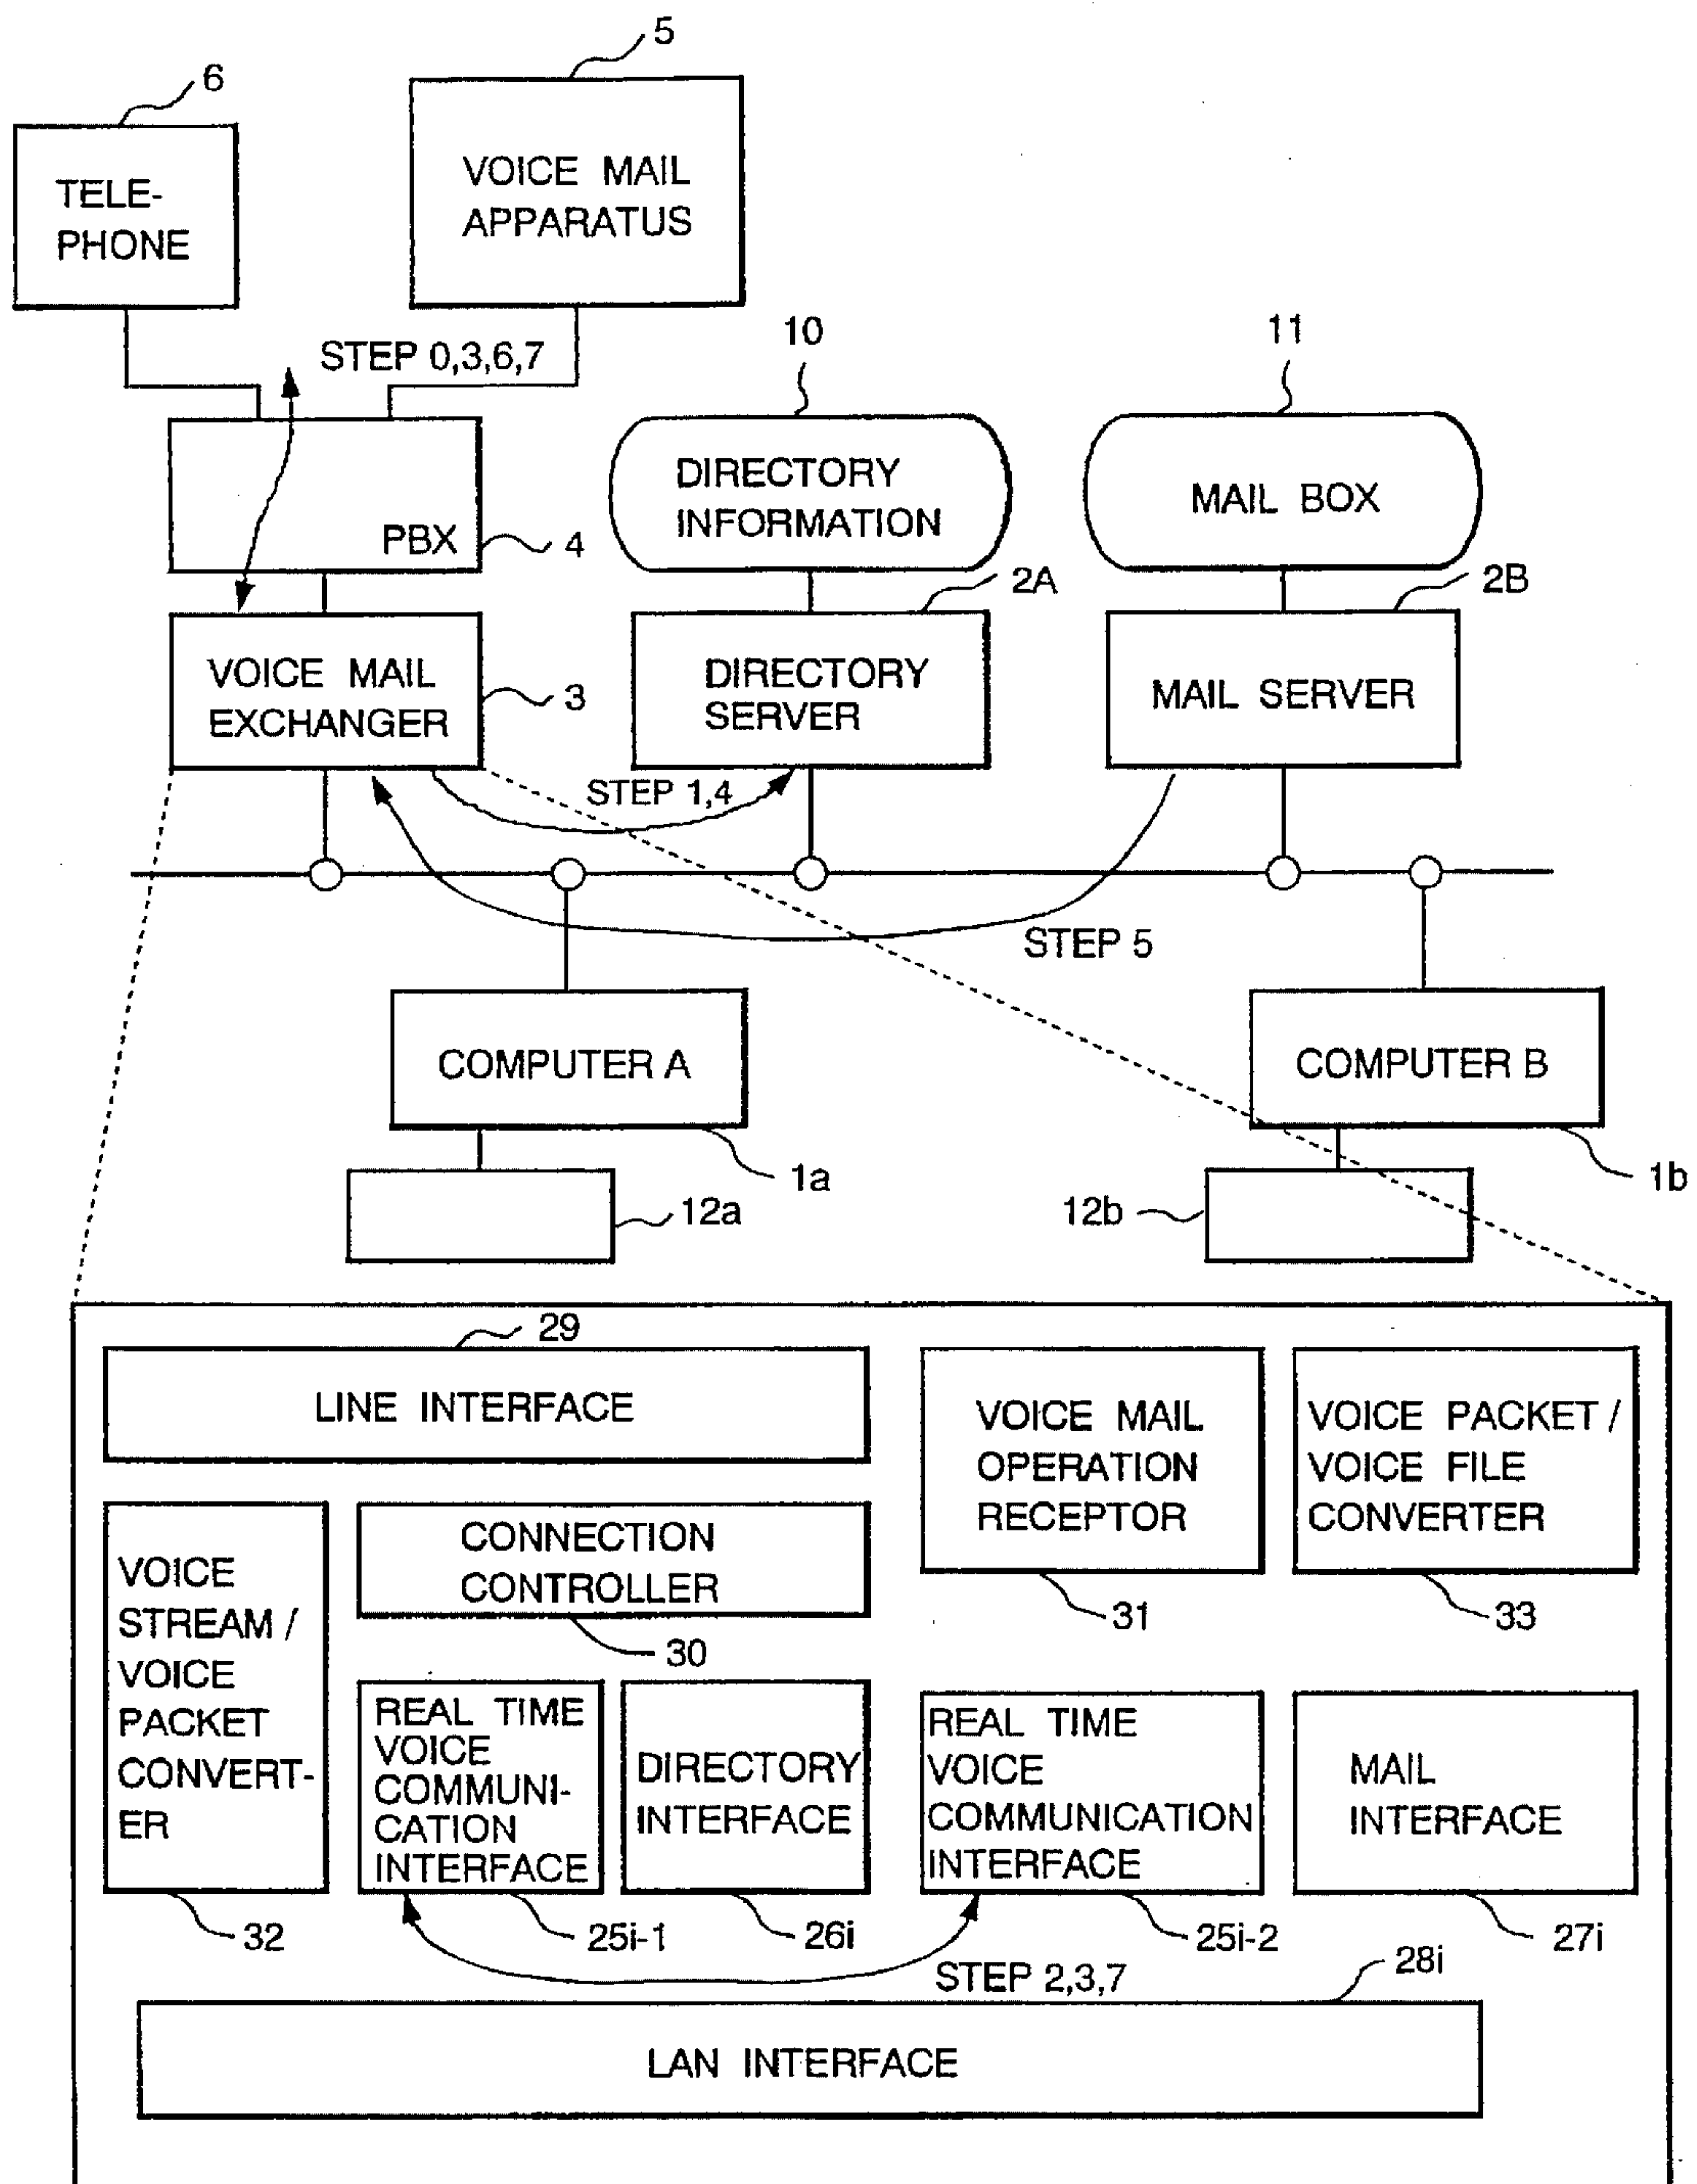 5
6
TELE-
PHONE
VOICE MAIL
APPARATUS
STEP 0,3,6,7
10
11
PBX
4
DIRECTORY
INFORMATION
MAIL BOX
2A
2B
VOICE MAIL
EXCHANGER
3
DIRECTORY
SERVER
MAIL SERVER
STEP 1,4
STEP 5
COMPUTER A
COMPUTER B
1a
1b
12a
12b
29
LINE INTERFACE
VOICE MAIL
OPERATION
RECEPTOR
VOICE PACKET /
VOICE FILE
CONVERTER
CONNECTION
CONTROLLER
VOICE
STREAM /
VOICE
PACKET
CONVERT-
ER
31
33
30
REAL TIME
VOICE
COMMUNI-
CATION
INTERFACE
DIRECTORY
INTERFACE
REAL TIME
VOICE
COMMUNICATION
INTERFACE
MAIL
INTERFACE
32
25i-1
26i
25i-2
27i
STEP 2,3,7
28i
LAN INTERFACE